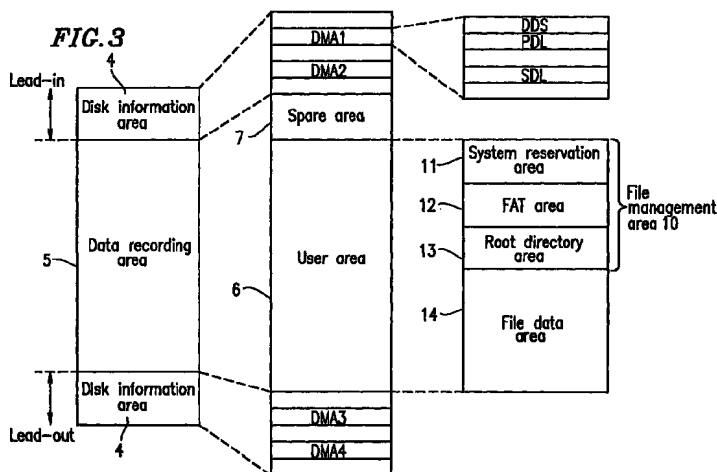 FIG. 3
Lead-in
4
Disk information
area
5
Data recording
area
Disk information
area
4
Lead-out
DMA1
DMA2
7
Spare area
6
User area
DMA3
DMA4
DDS
PDL
SDL
11
System reservation
area
12
FAT area
13
Root directory
area
File
management
area 10
14
File data
area